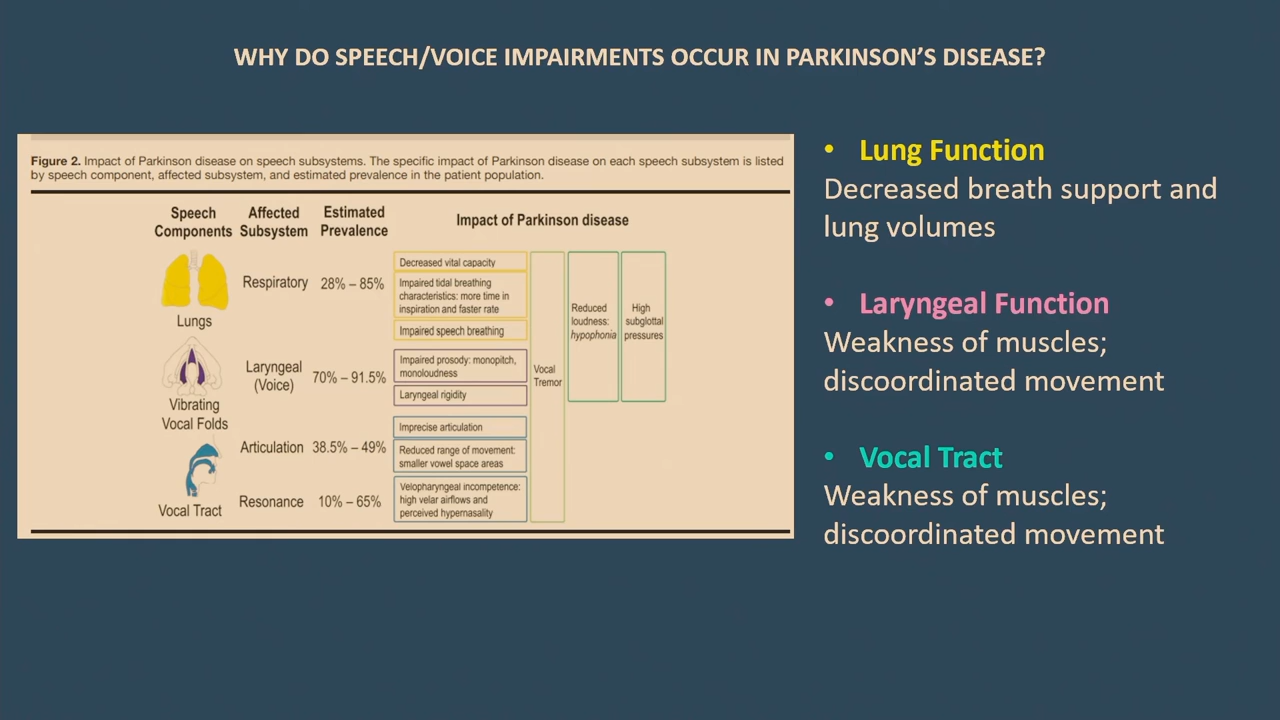 WHY DO SPEECH/VOICE IMPAIRMENTS OCCUR IN PARKINSON'S DISEASE?
Figure 2. Impact of Parkinson disease on speech subsystems. The specific impact of Parkinson disease on each speech subsystem is listed
by speech component, affected subsystem, and estimated prevalence in the patient population.
Speech
Components
Affected
Subsystem
Estimated
Prevalence
Impact of Parkinson disease
Lungs
Respiratory
28% – 85%
Decreased vital capacity
Impaired tidal breathing
characteristics: more time in
inspiration and faster rate
Impaired speech breathing
Vibrating
Vocal Folds
Laryngeal
(Voice)
70% – 91.5%
Impaired prosody: monopitch,
monoloudness
Laryngeal rigidity
Articulation
38.5% – 49%
Imprecise articulation
Reduced range of movement:
smaller vowel space areas
Vocal Tract
Resonance
10% – 65%
Velopharyngeal incompetence:
high velar airflows and
perceived hypernasality
Vocal
Tremor
Reduced
loudness:
hypophonia
High
subglottal
pressures
• Lung Function
Decreased breath support and
lung volumes
• Laryngeal Function
Weakness of muscles;
discoordinated movement
• Vocal Tract
Weakness of muscles;
discoordinated movement